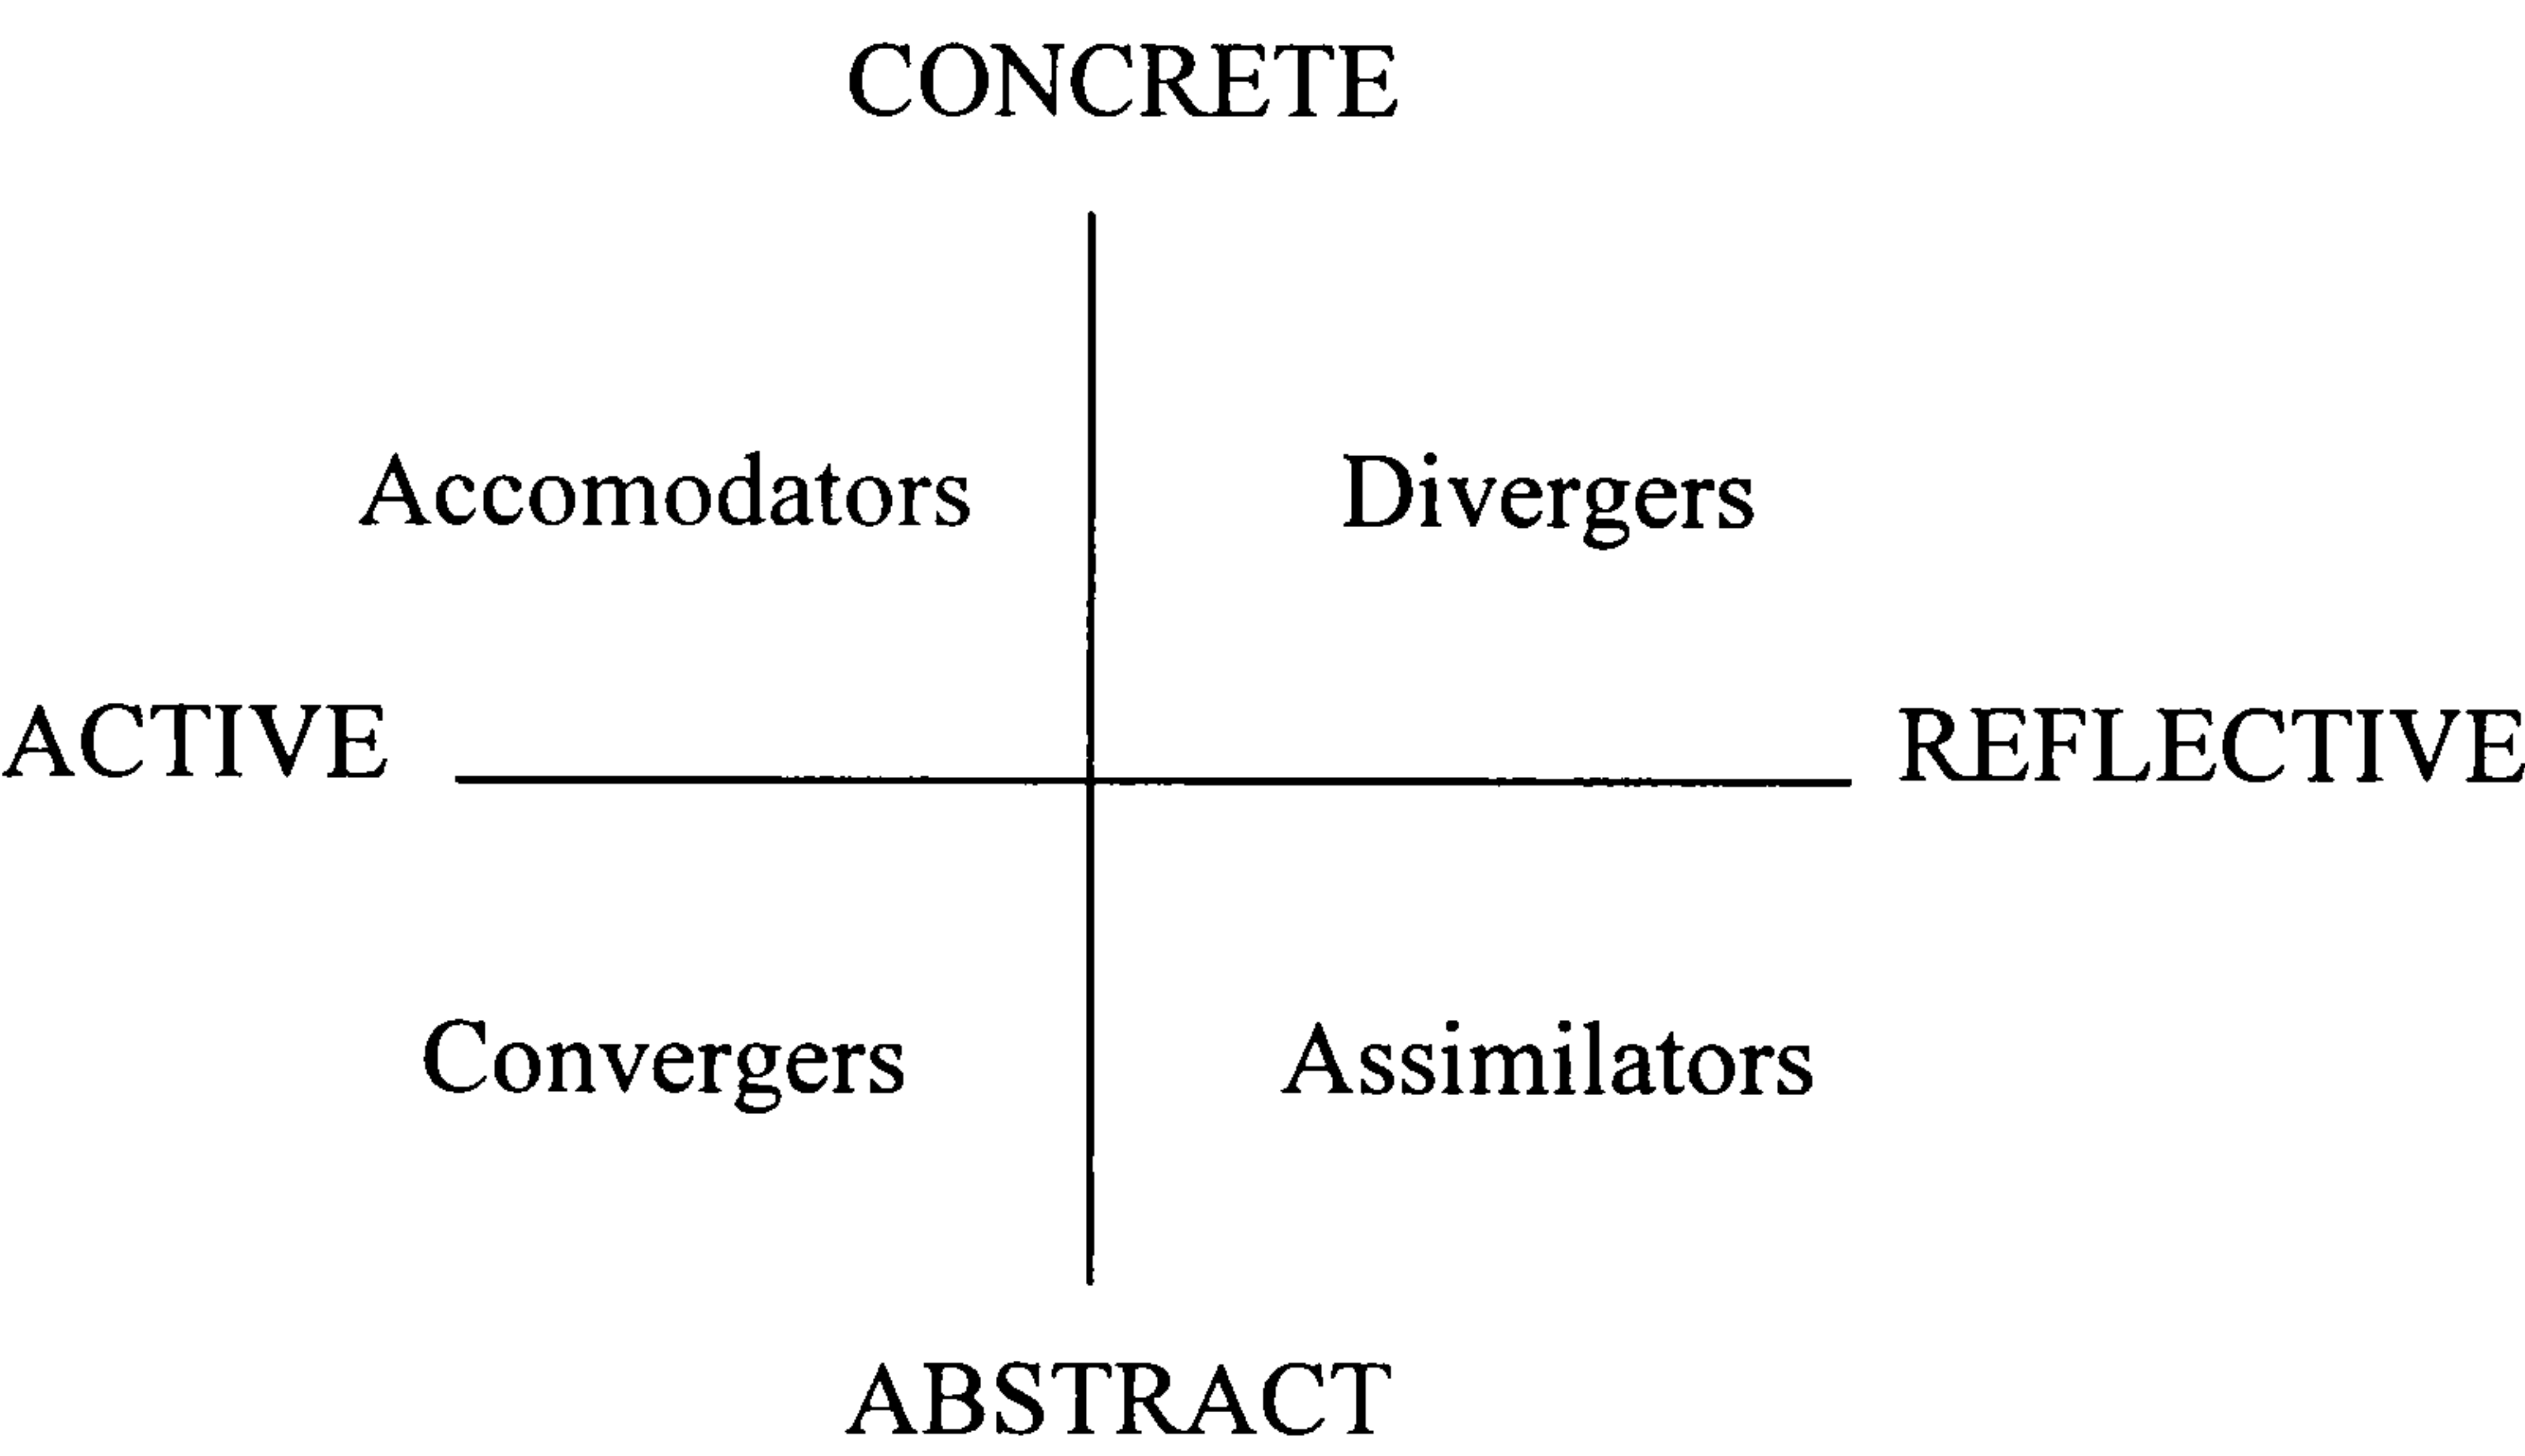 CONCRETE
Accomodators Divergers
ACTIVE REFLECTIVE
Convergers Assimilators
ABSTRACT